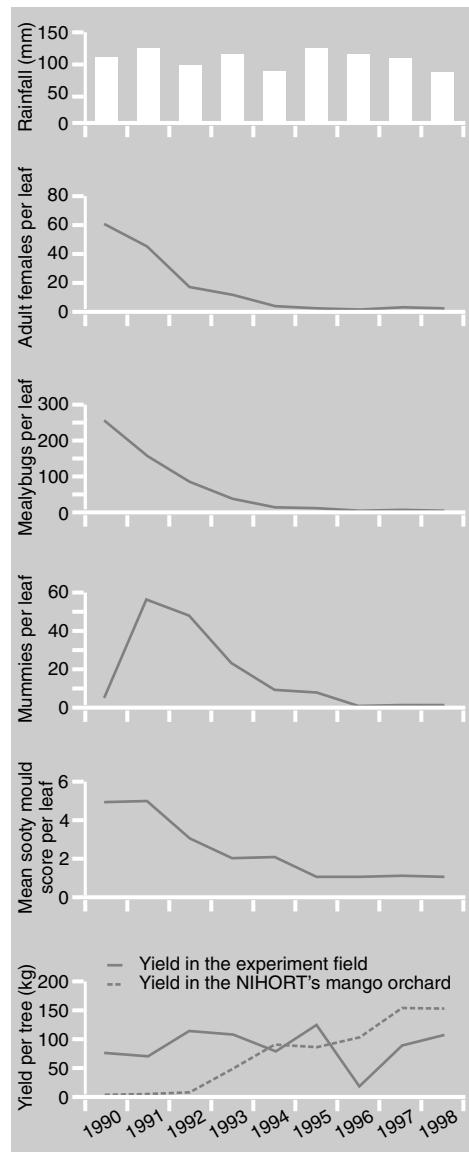 Rainfall (mm)
150
100
50
0
Adult females per leaf
80
60
40
20
0
Mealybugs per leaf
300
200
100
0
Mummies per leaf
60
40
20
0
Mean sooty mould
score per leaf
6
4
2
0
Yield in the experiment field
Yield in the NIHORT's mango orchard
Yield per tree (kg)
200
150
100
50
0
1990 1991 1992 1993 1994 1995 1996 1997 1998